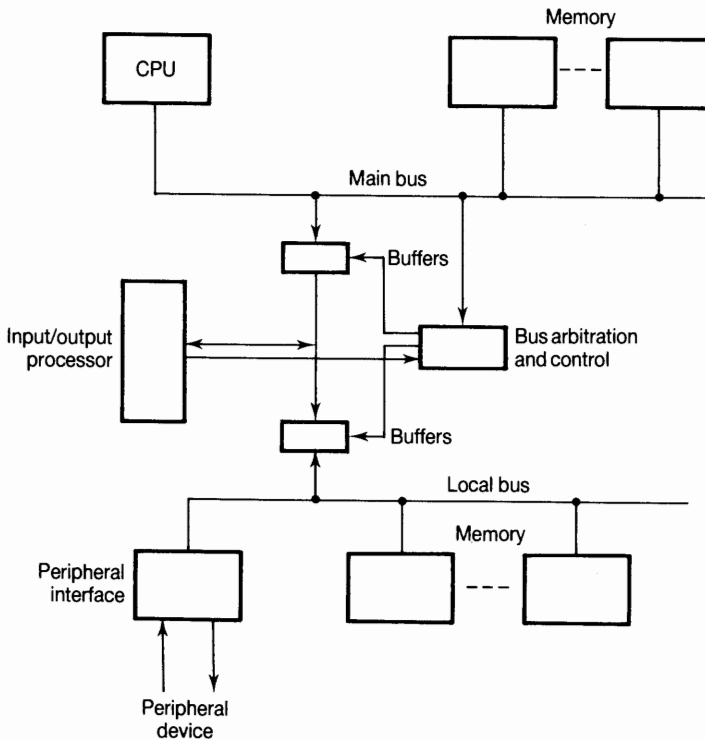 Memory
CPU
Main bus
Buffers
Input/output
processor
Bus arbitration
and control
Buffers
Local bus
Memory
Peripheral
interface
Peripheral
device